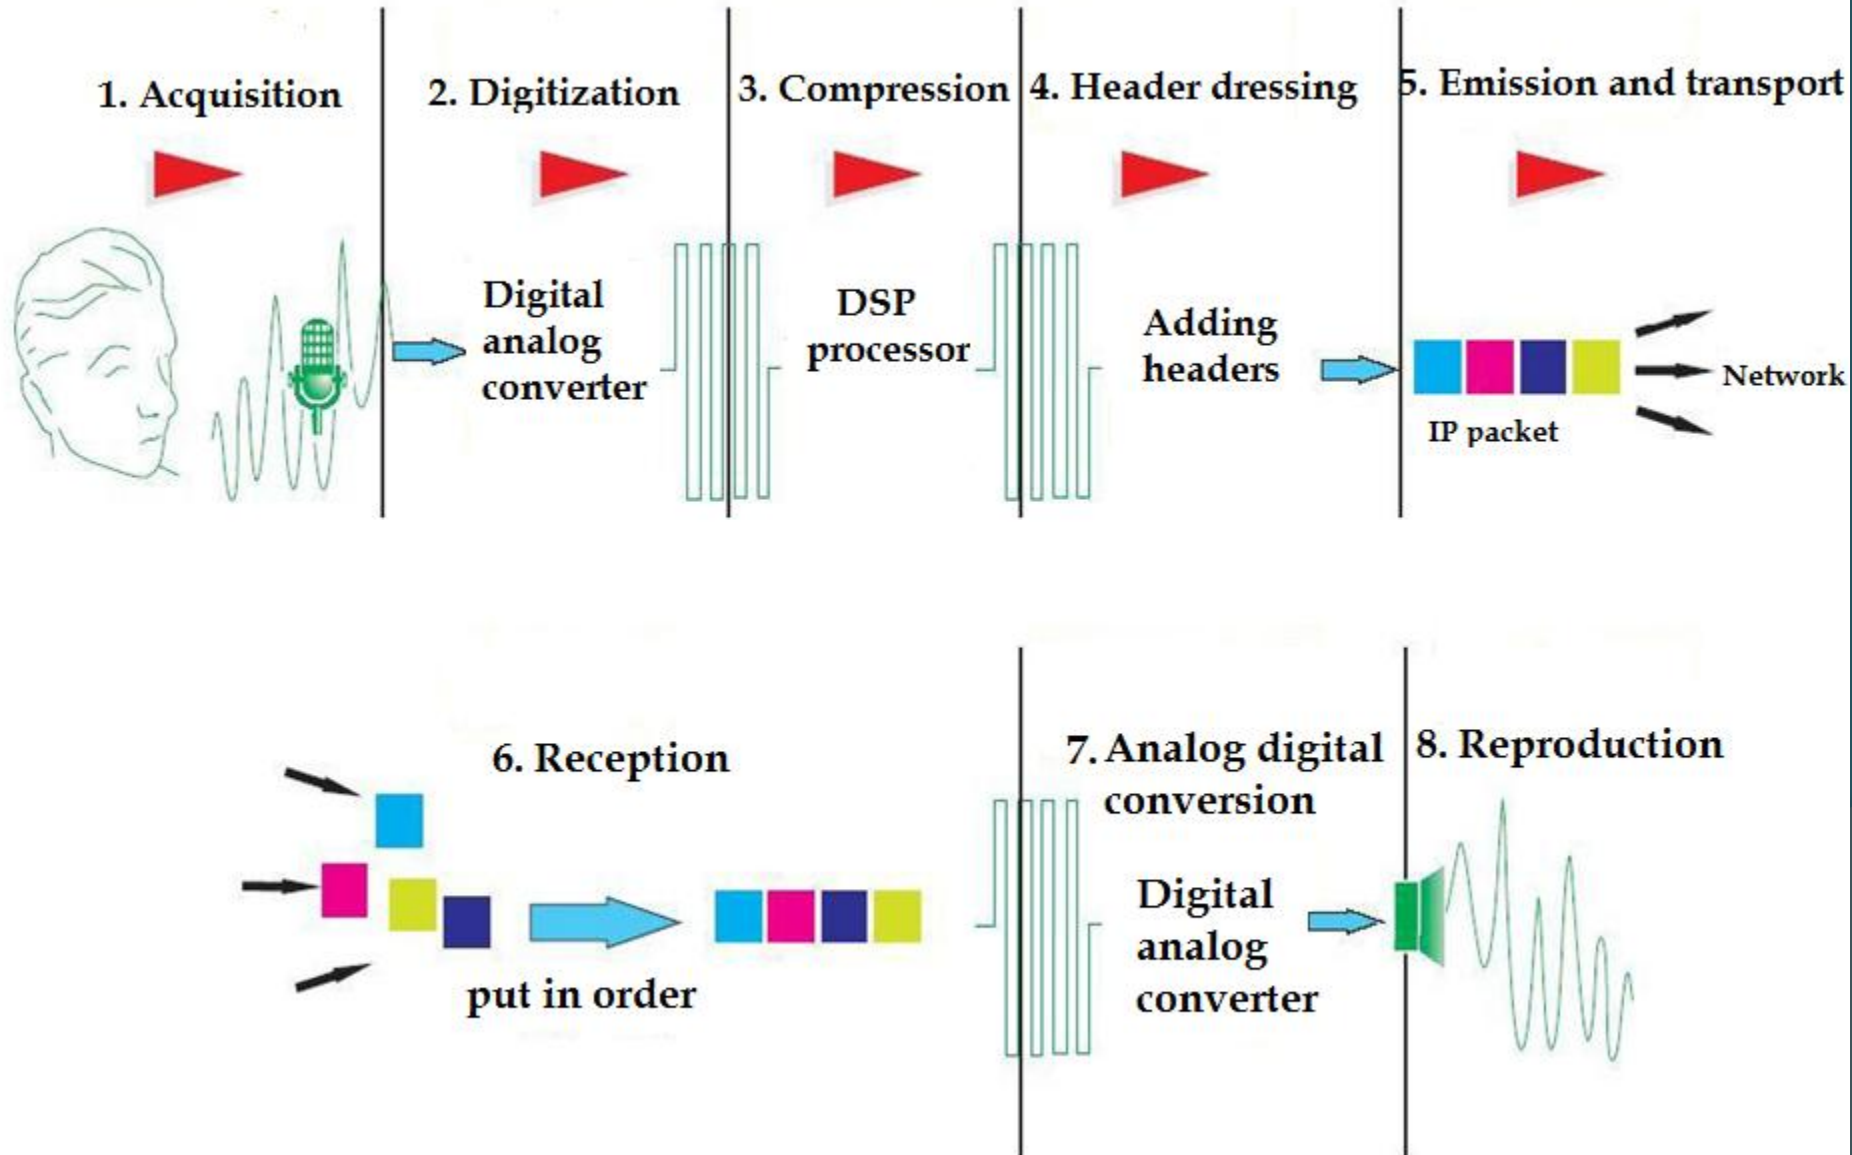 1. Acquisition
2. Digitization
3. Compression
4. Header dressing
5. Emission and transport
Digital
analog
converter
DSP
processor
Adding
headers
IP packet
Network
6. Reception
put in order
7. Analog digital
conversion
Digital
analog
converter
8. Reproduction